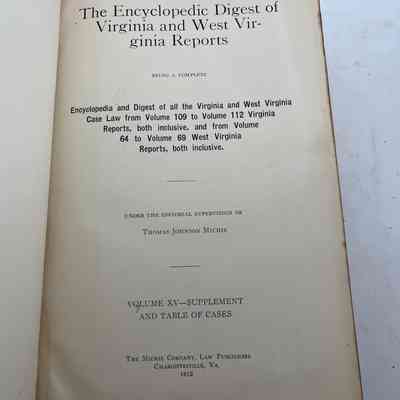 The Encyclopedic Digest of
Virginia and West Vir-
ginia Reports
BEING A COMPLETE
Encyclopedia and Digest of all the Virginia and West Virginia
Case Law from Volume 109 to Volume 112 Virginia
Reports, both inclusive, and from Volume
64 to Volume 69 West Virginia
Reports, both inclusive.
UNDER THE EDITORIAL SUPERVISION OF
THOMAS JOHNSON MICHIE
VOLUME XV—SUPPLEMENT
AND TABLE OF CASES
THE MICHIE COMPANY, LAW PUBLISHERS
CHARLOTTESVILLE, VA.
1912